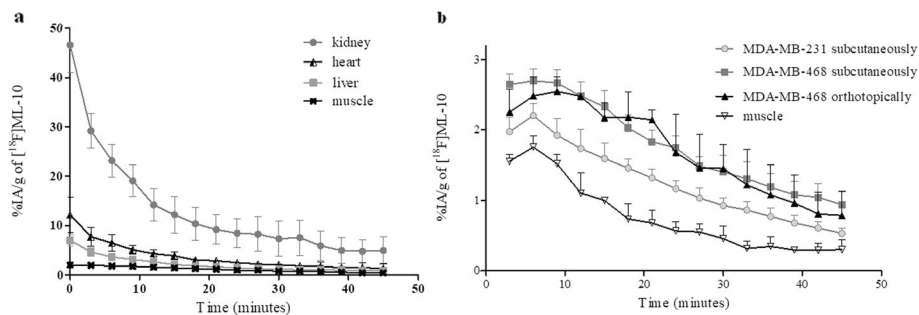 a
50
40
30
20
10
0
%IA/g of [¹⁸F]ML-10
kidney
heart
liver
muscle
0 10 20 30 40 50
Time (minutes)
b
3
2
1
0
%IA/g of [¹⁸F]ML-10
MDA-MB-231 subcutaneously
MDA-MB-468 subcutaneously
MDA-MB-468 orthotopically
muscle
0 10 20 30 40 50
Time (minutes)